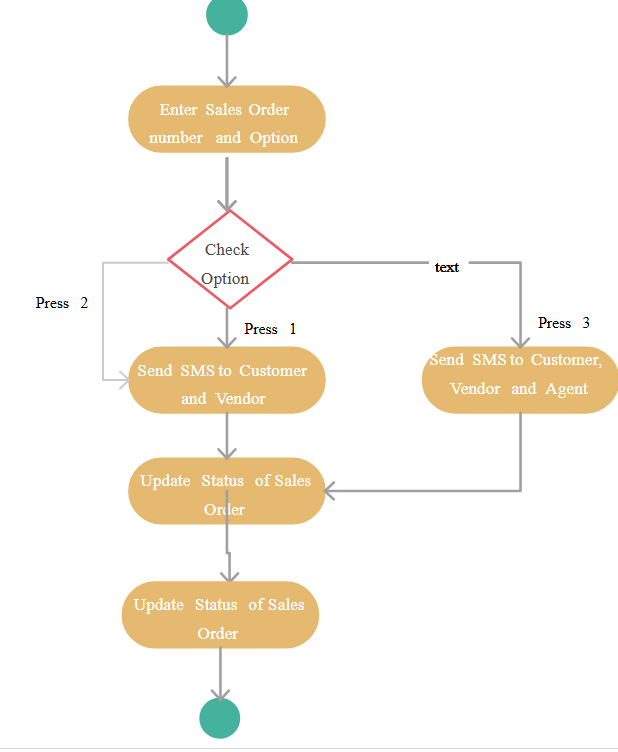 Enter Sales Order
number and Option
Check
Option
text
Press 2
Press 1
Press 3
Send SMS to Customer
and Vendor
Send SMS to Customer,
Vendor and Agent
Update Status of Sales
Order
Update Status of Sales
Order